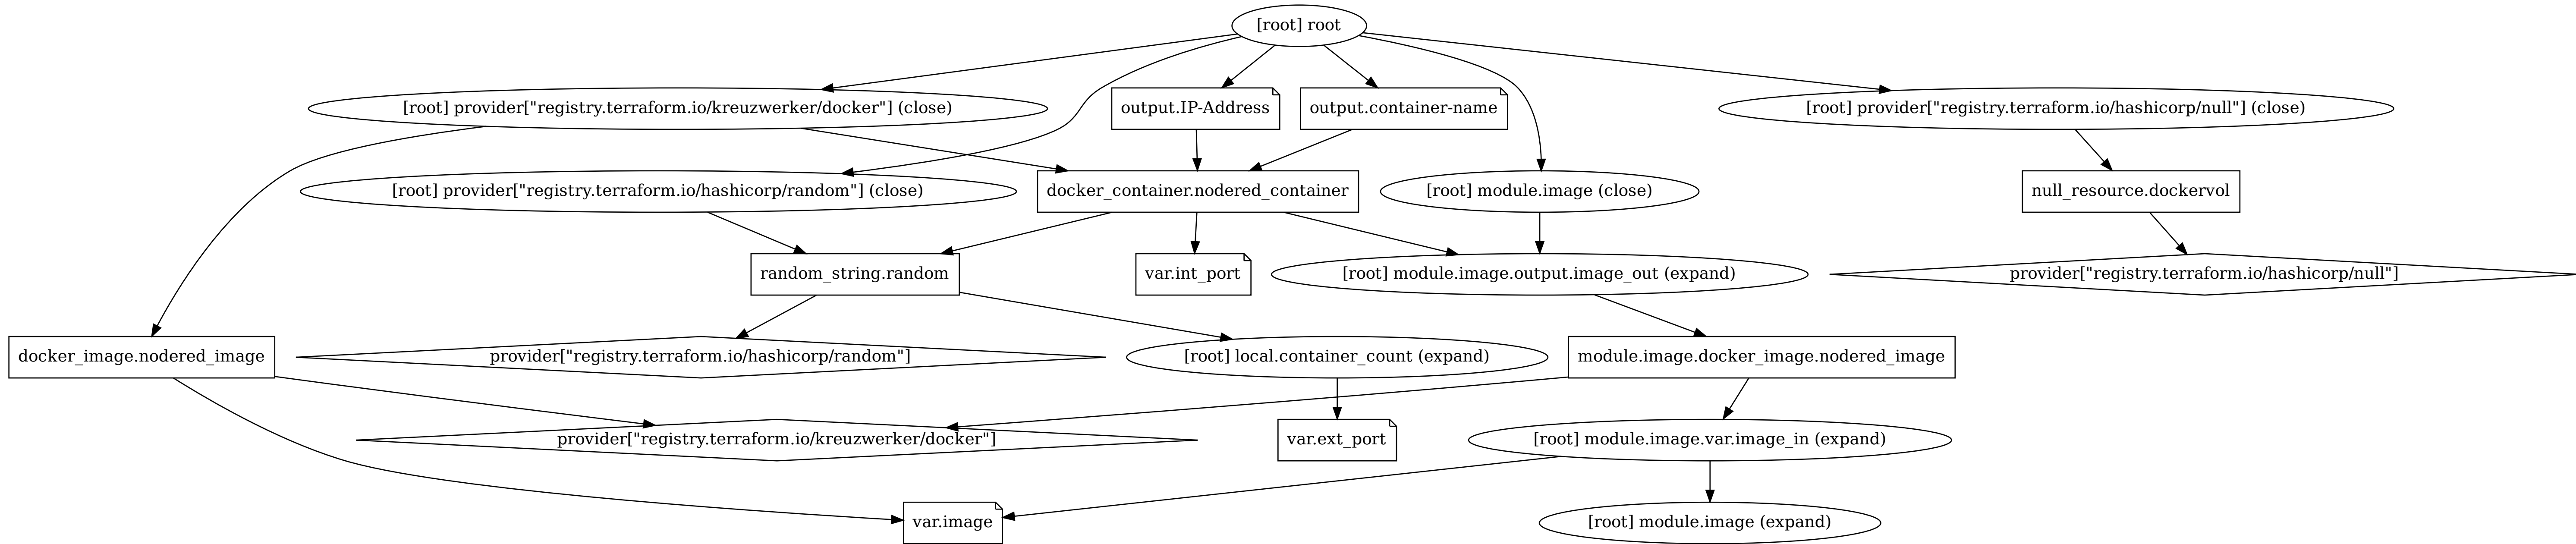 [root] root
[root] provider["registry.terraform.io/kreuzwerker/docker"] (close)
output.IP-Address
output.container-name
[root] provider["registry.terraform.io/hashicorp/null"] (close)
[root] provider["registry.terraform.io/hashicorp/random"] (close)
docker_container.nodered_container
[root] module.image (close)
null_resource.dockervol
random_string.random
var.int_port
[root] module.image.output.image_out (expand)
provider["registry.terraform.io/hashicorp/null"]
docker_image.nodered_image
provider["registry.terraform.io/hashicorp/random"]
[root] local.container_count (expand)
module.image.docker_image.nodered_image
provider["registry.terraform.io/kreuzwerker/docker"]
var.ext_port
[root] module.image.var.image_in (expand)
var.image
[root] module.image (expand)